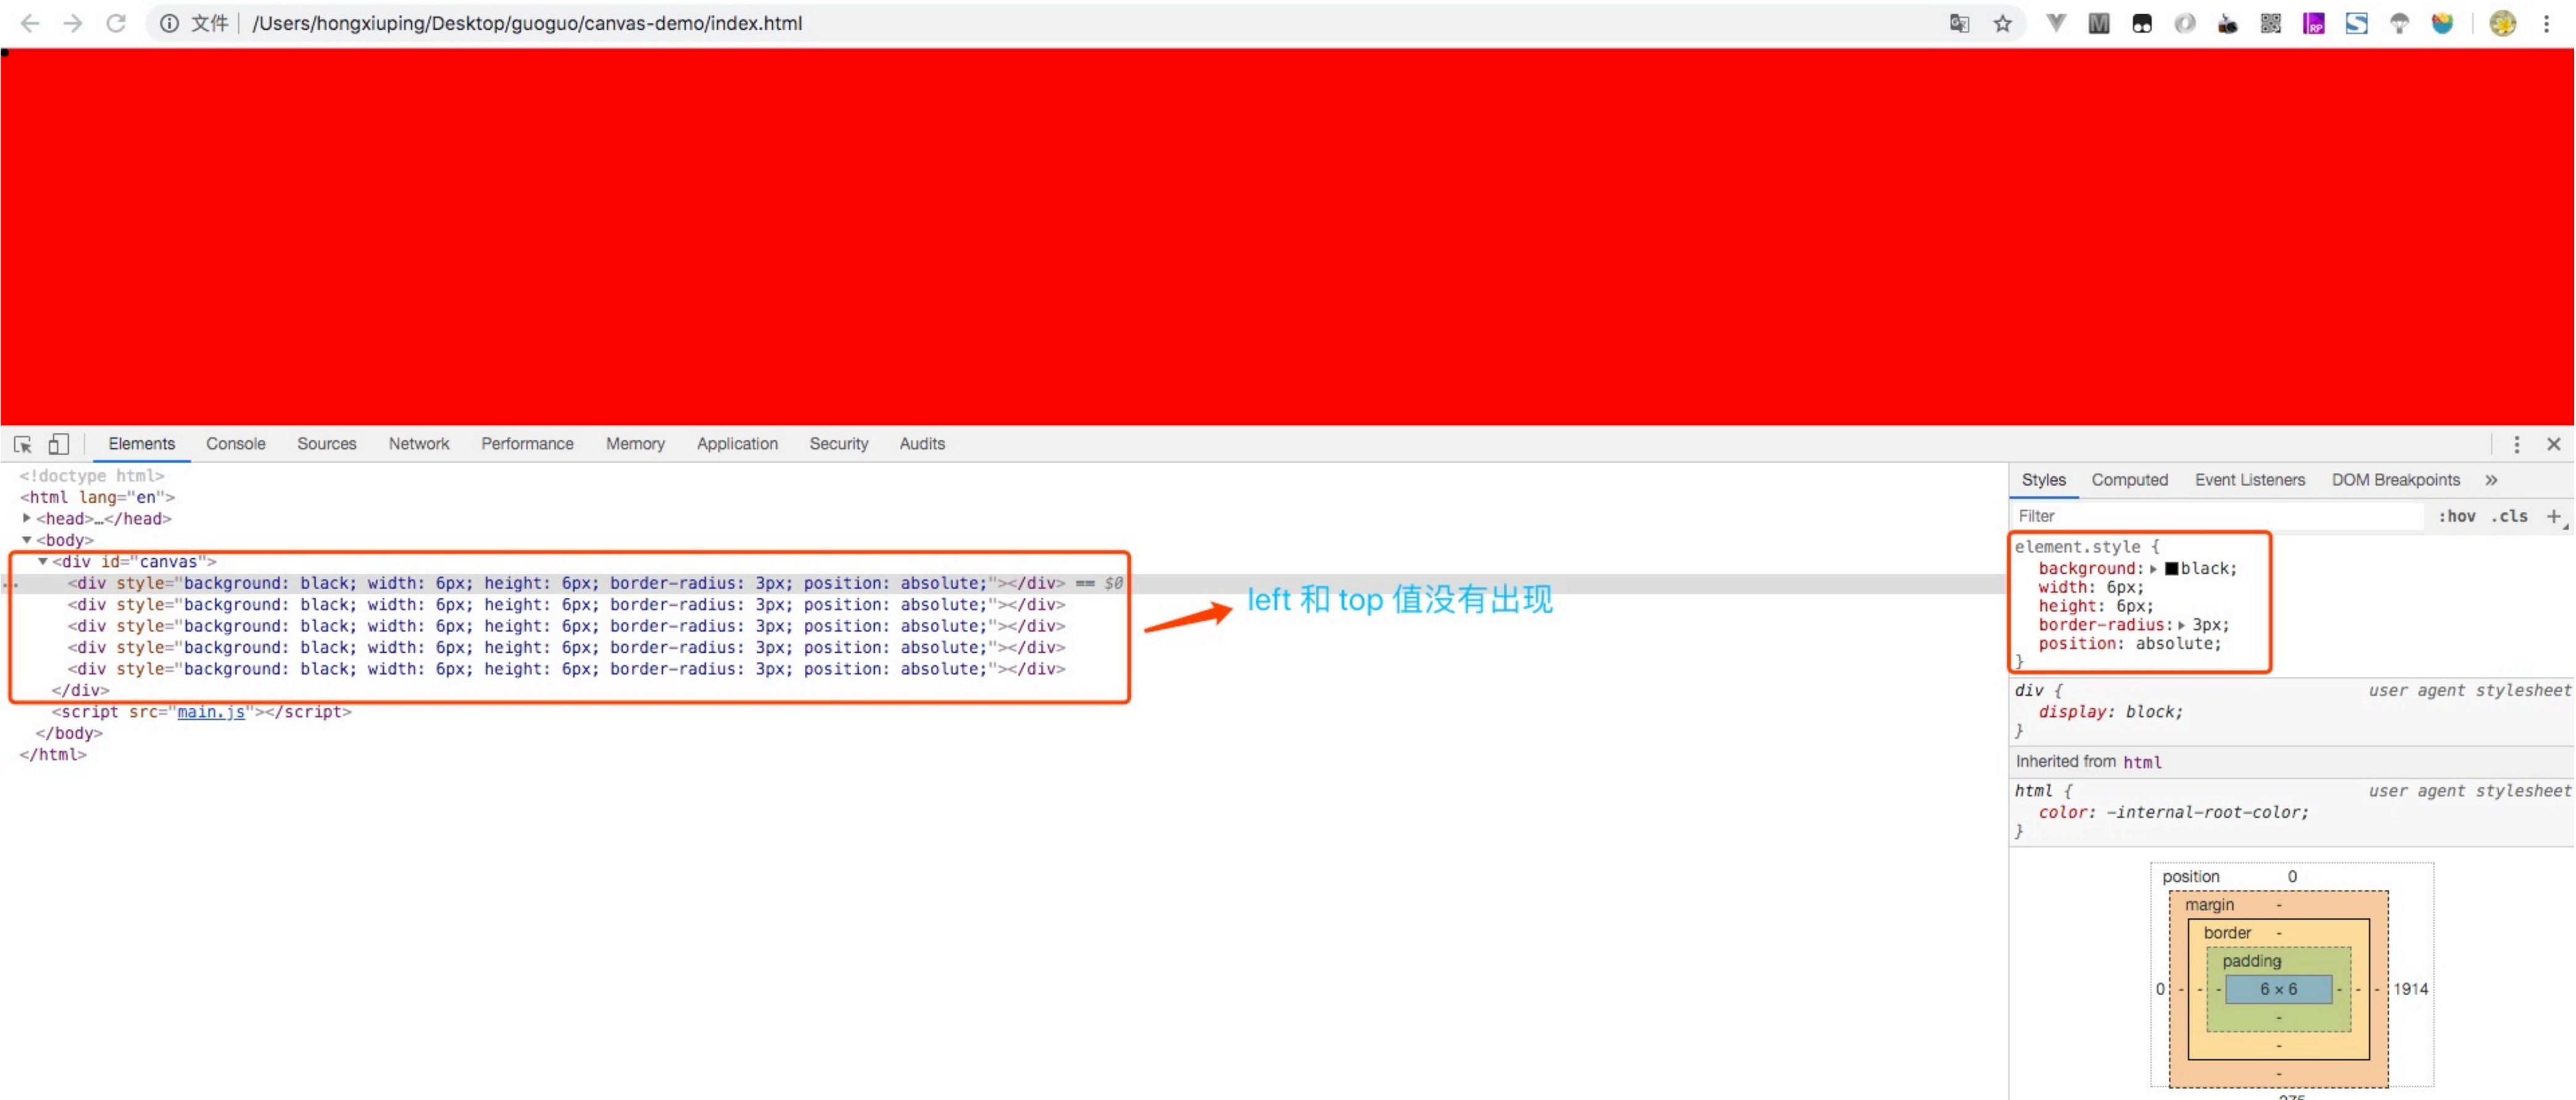 文件 | /Users/hongxiuping/Desktop/guoguo/canvas-demo/index.html
Elements Console Sources Network Performance Memory Application Security Audits
<!doctype html>
<html lang="en">
<head>…</head>
<body>
<div id="canvas">
<div style="background: black; width: 6px; height: 6px; border-radius: 3px; position: absolute;"></div> == $0
<div style="background: black; width: 6px; height: 6px; border-radius: 3px; position: absolute;"></div>
<div style="background: black; width: 6px; height: 6px; border-radius: 3px; position: absolute;"></div>
<div style="background: black; width: 6px; height: 6px; border-radius: 3px; position: absolute;"></div>
<div style="background: black; width: 6px; height: 6px; border-radius: 3px; position: absolute;"></div>
</div>
<script src="main.js"></script>
</body>
</html>
left 和 top 值没有出现
Styles Computed Event Listeners DOM Breakpoints »
Filter :hov .cls +
element.style {
background: black;
width: 6px;
height: 6px;
border-radius: 3px;
position: absolute;
}
div { user agent stylesheet
display: block;
}
Inherited from html
html { user agent stylesheet
color: -internal-root-color;
}
position 0
margin -
border -
padding -
0 - - - 6 × 6 - - - 1914
-
-
-